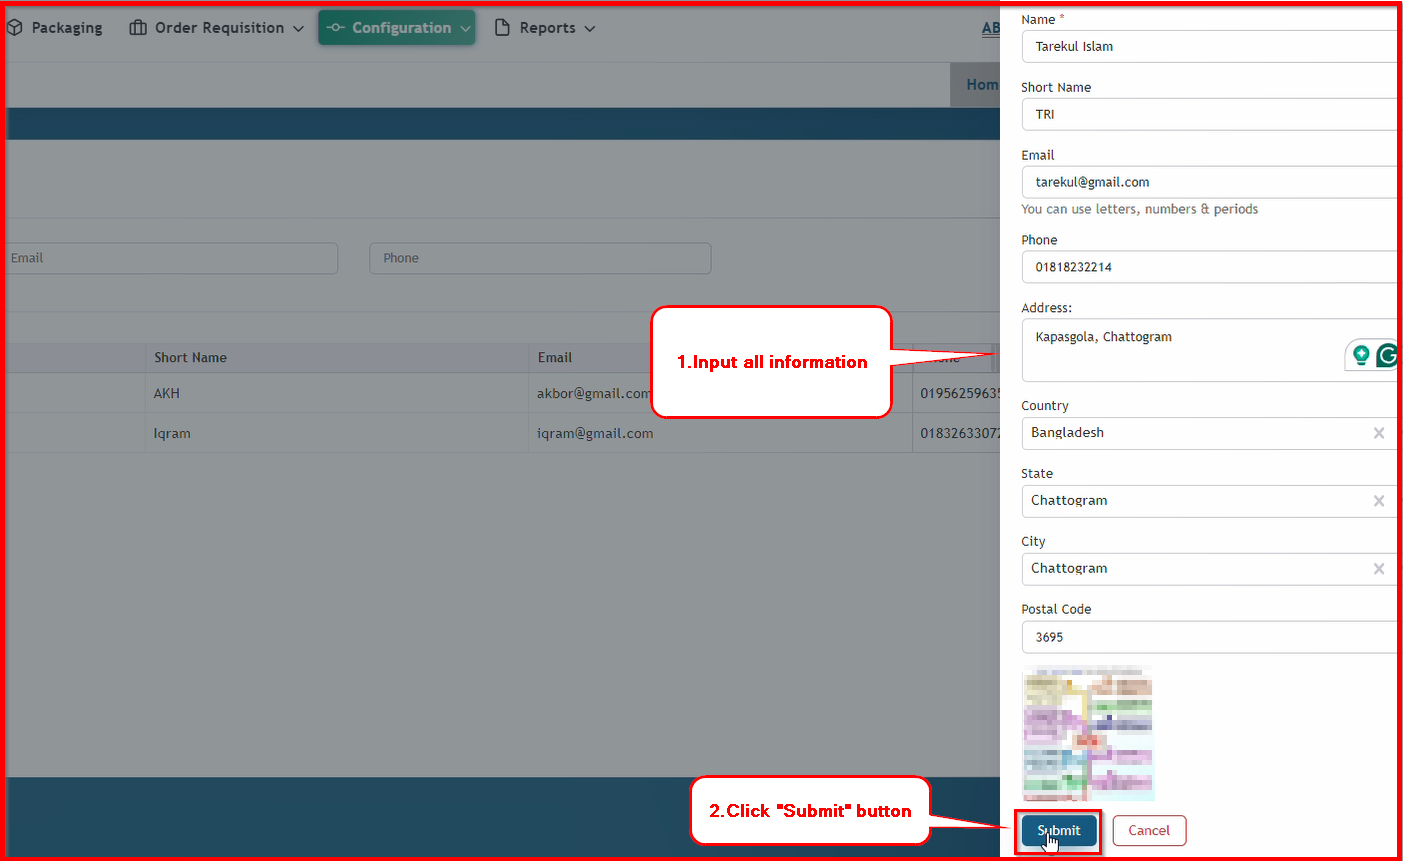 Packaging Order Requisition Configuration Reports AB
Hom
Email Phone
Short Name Email
AKH akbor@gmail.com 0195625963
Iqram iqram@gmail.com 0183263307
1.Input all information
2.Click "Submit" button
Name *
Tarekul Islam
Short Name
TRI
Email
tarekul@gmail.com
You can use letters, numbers & periods
Phone
01818232214
Address:
Kapasgola, Chattogram
Country
Bangladesh
State
Chattogram
City
Chattogram
Postal Code
3695
Submit Cancel